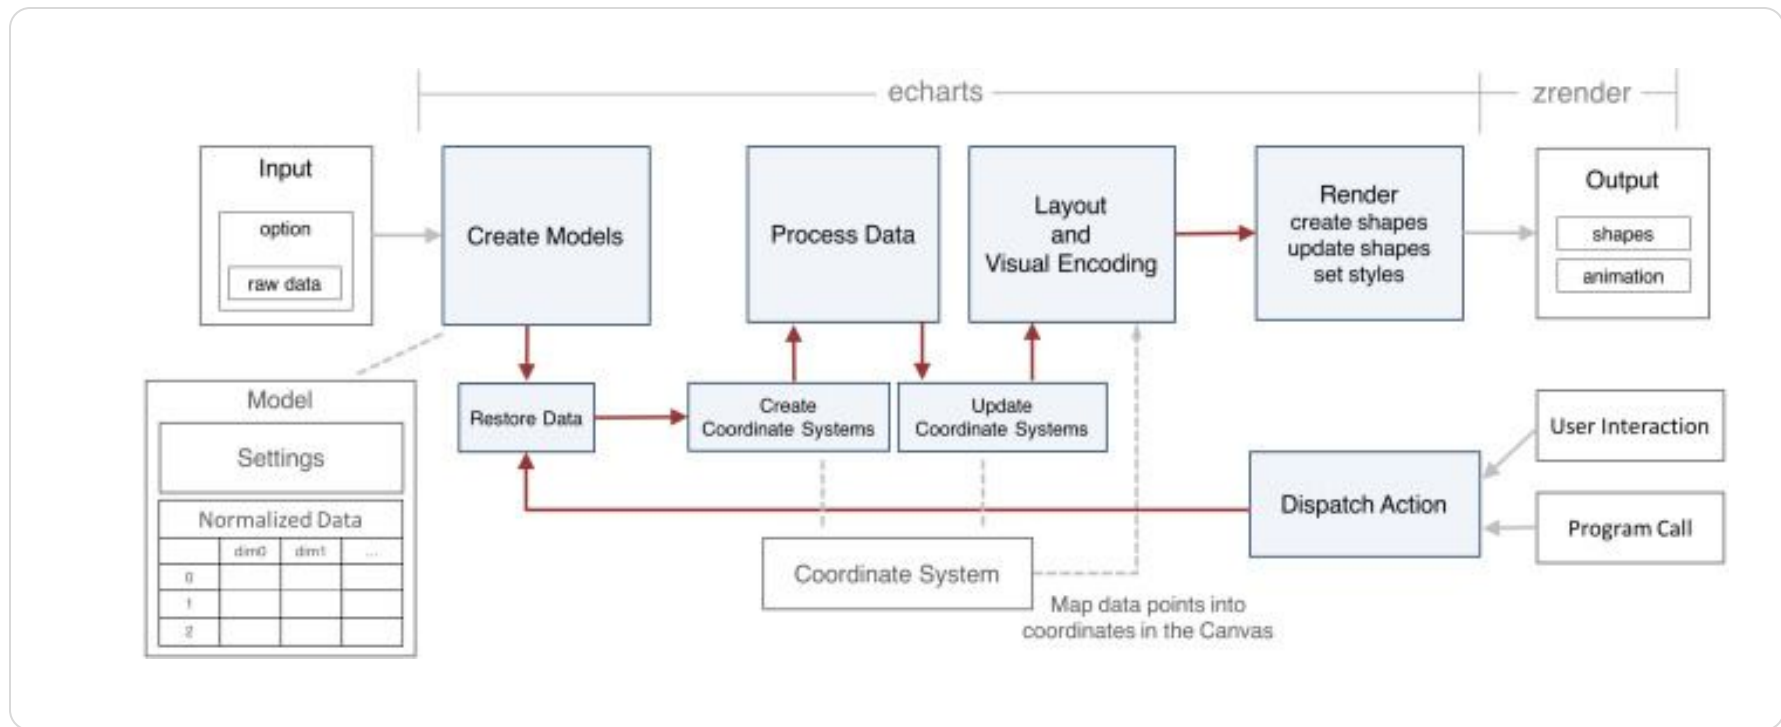 echarts
zrender
Input
option
raw data
Create Models
Process Data
Layout
and
Visual Encoding
Render
create shapes
update shapes
set styles
Output
shapes
animation
Restore Data
Create
Coordinate Systems
Update
Coordinate Systems
Model
Settings
Normalized Data
dim0 dim1 ...
0
1
2
User Interaction
Dispatch Action
Program Call
Coordinate System
Map data points into
coordinates in the Canvas